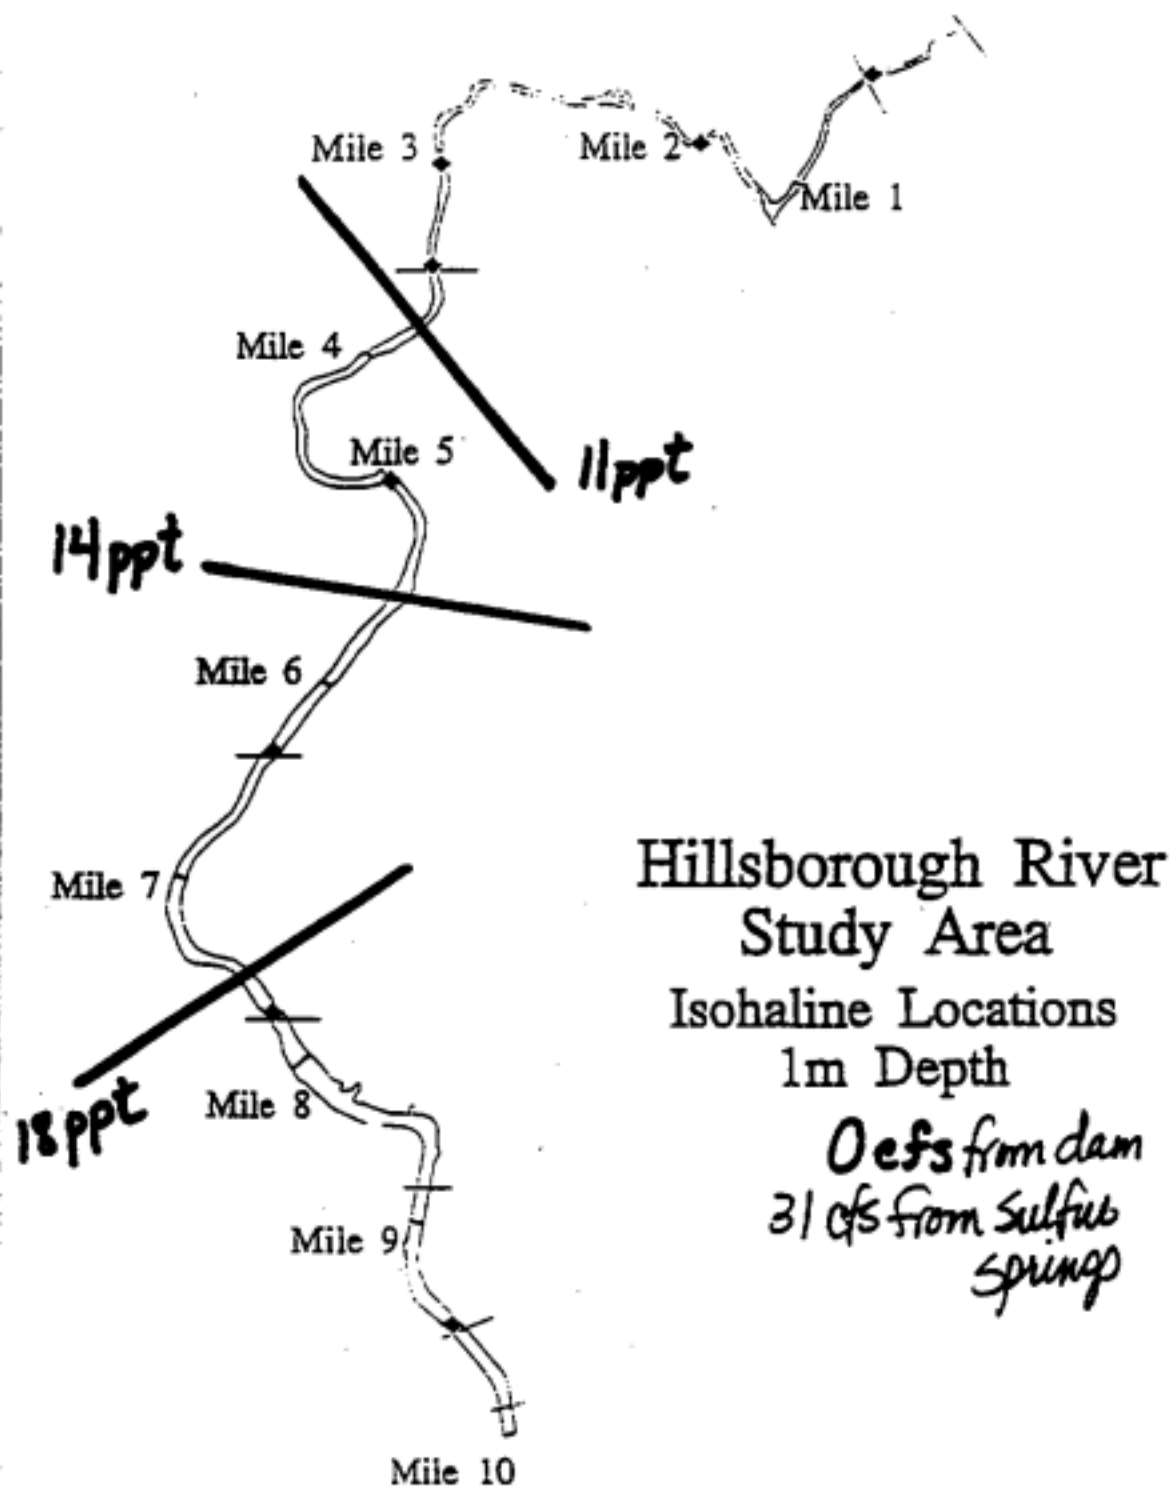 Mile 3
Mile 2
Mile 1
Mile 4
Mile 5
11ppt
14ppt
Mile 6
Mile 7
Hillsborough River
Study Area
Isohaline Locations
1m Depth
18ppt
Mile 8
0 cfs from dam
31 cfs from Sulfur
springs
Mile 9
Mile 10